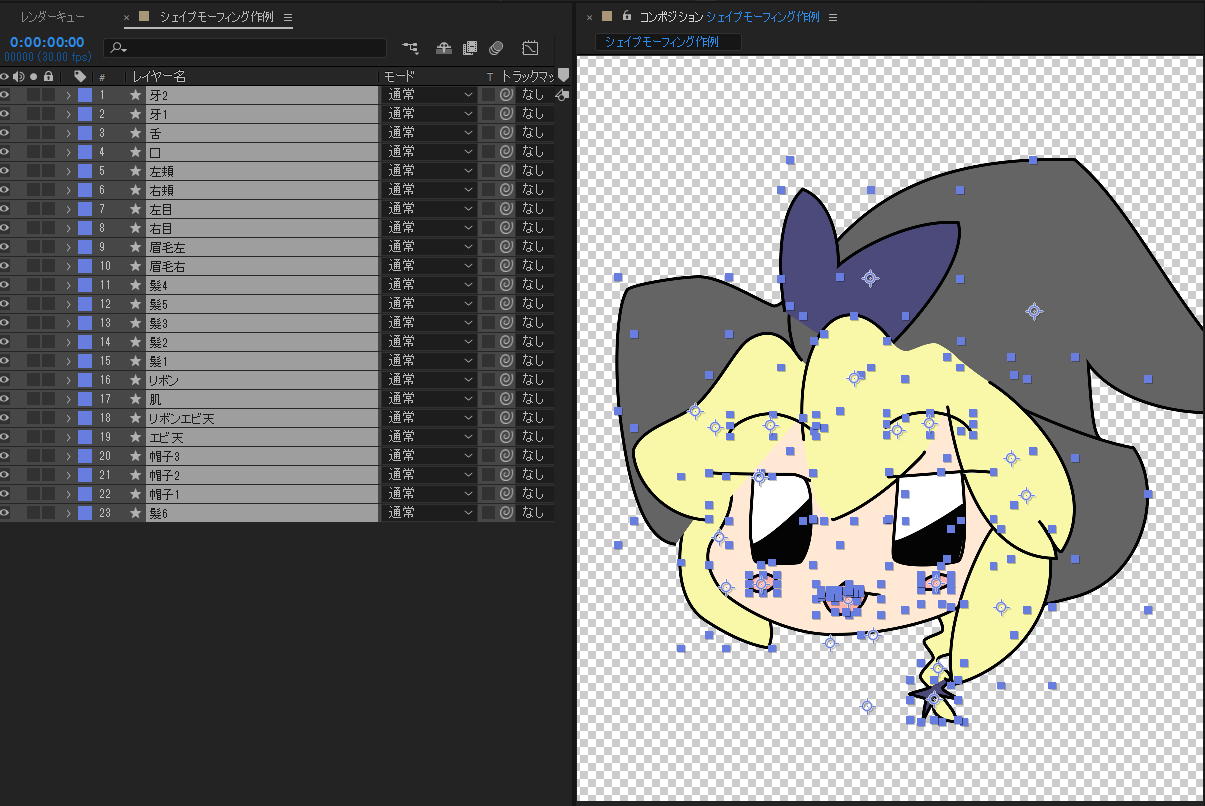 レンダーキュー
× シェイプモーフィング作例 ≡
0:00:00:00
00000 (30.00 fps)
# レイヤー名 モード T トラックマッ
1 牙2 通常 なし
2 牙1 通常 なし
3 舌 通常 なし
4 口 通常 なし
5 左頬 通常 なし
6 右頬 通常 なし
7 左目 通常 なし
8 右目 通常 なし
9 眉毛左 通常 なし
10 眉毛右 通常 なし
11 髪4 通常 なし
12 髪5 通常 なし
13 髪3 通常 なし
14 髪2 通常 なし
15 髪1 通常 なし
16 リボン 通常 なし
17 肌 通常 なし
18 リボンエビ天 通常 なし
19 エビ天 通常 なし
20 帽子3 通常 なし
21 帽子2 通常 なし
22 帽子1 通常 なし
23 髪6 通常 なし
× コンポジション シェイプモーフィング作例 ≡
シェイプモーフィング作例